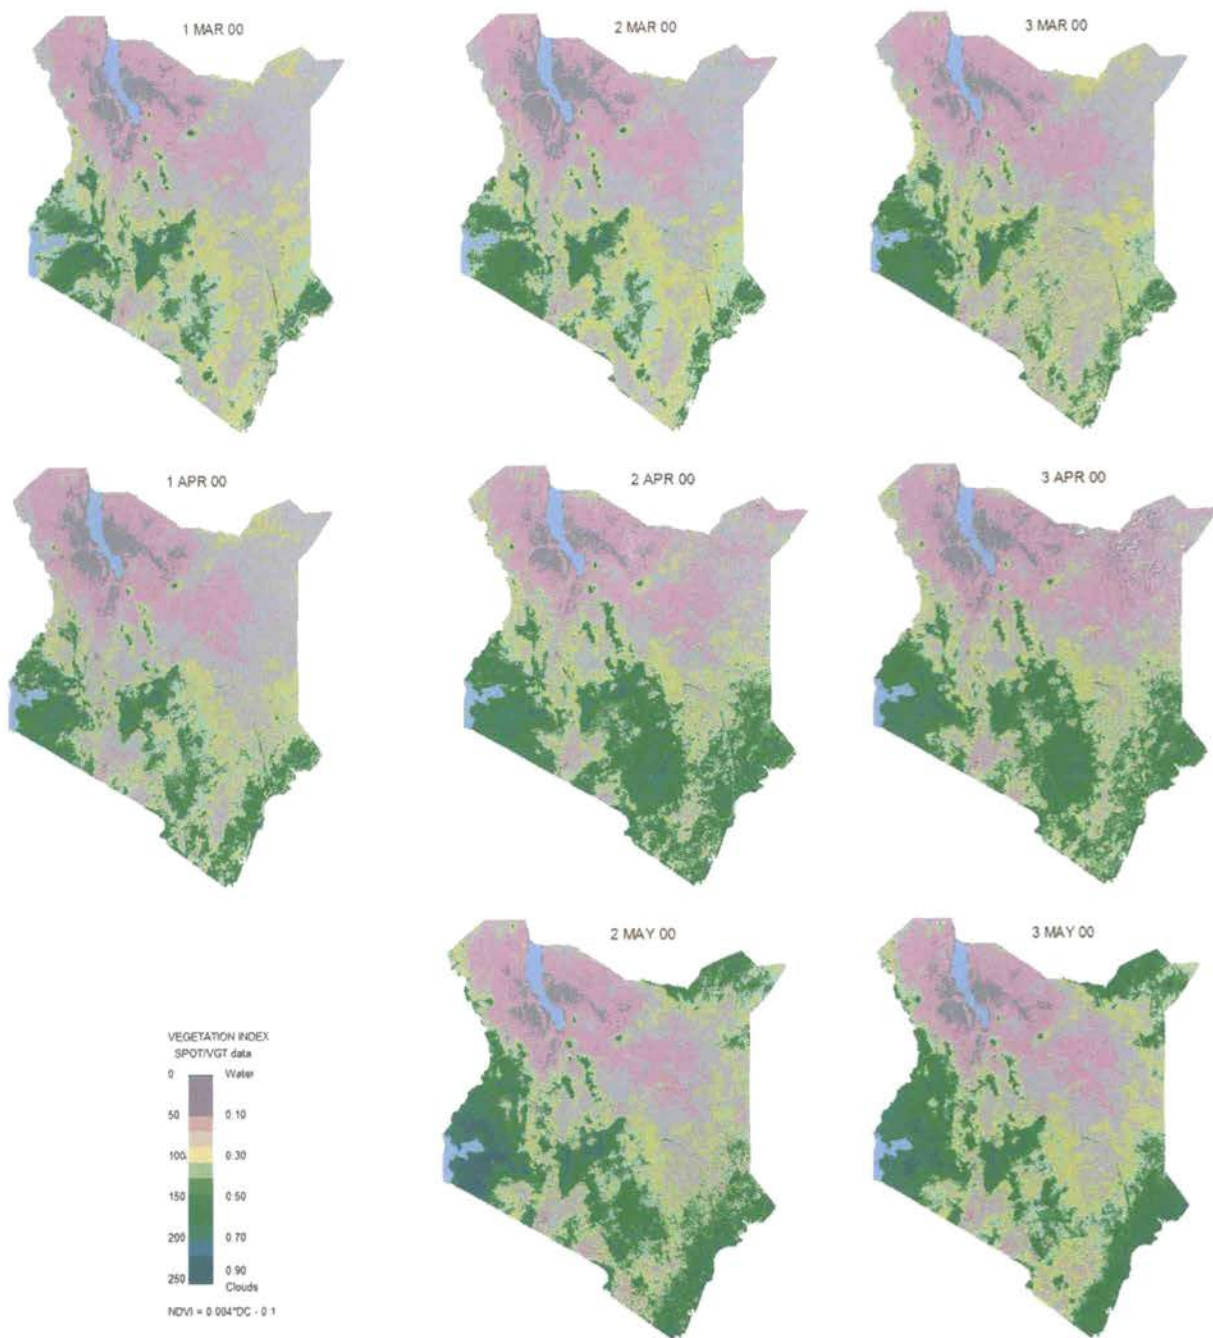 1 MAR 00
2 MAR 00
3 MAR 00
1 APR 00
2 APR 00
3 APR 00
2 MAY 00
3 MAY 00
VEGETATION INDEX
SPOT/VGT data
0 Water
50 0.10
100 0.30
150 0.50
200 0.70
250 0.90
Clouds
NDVI = 0.004*DC - 0.1